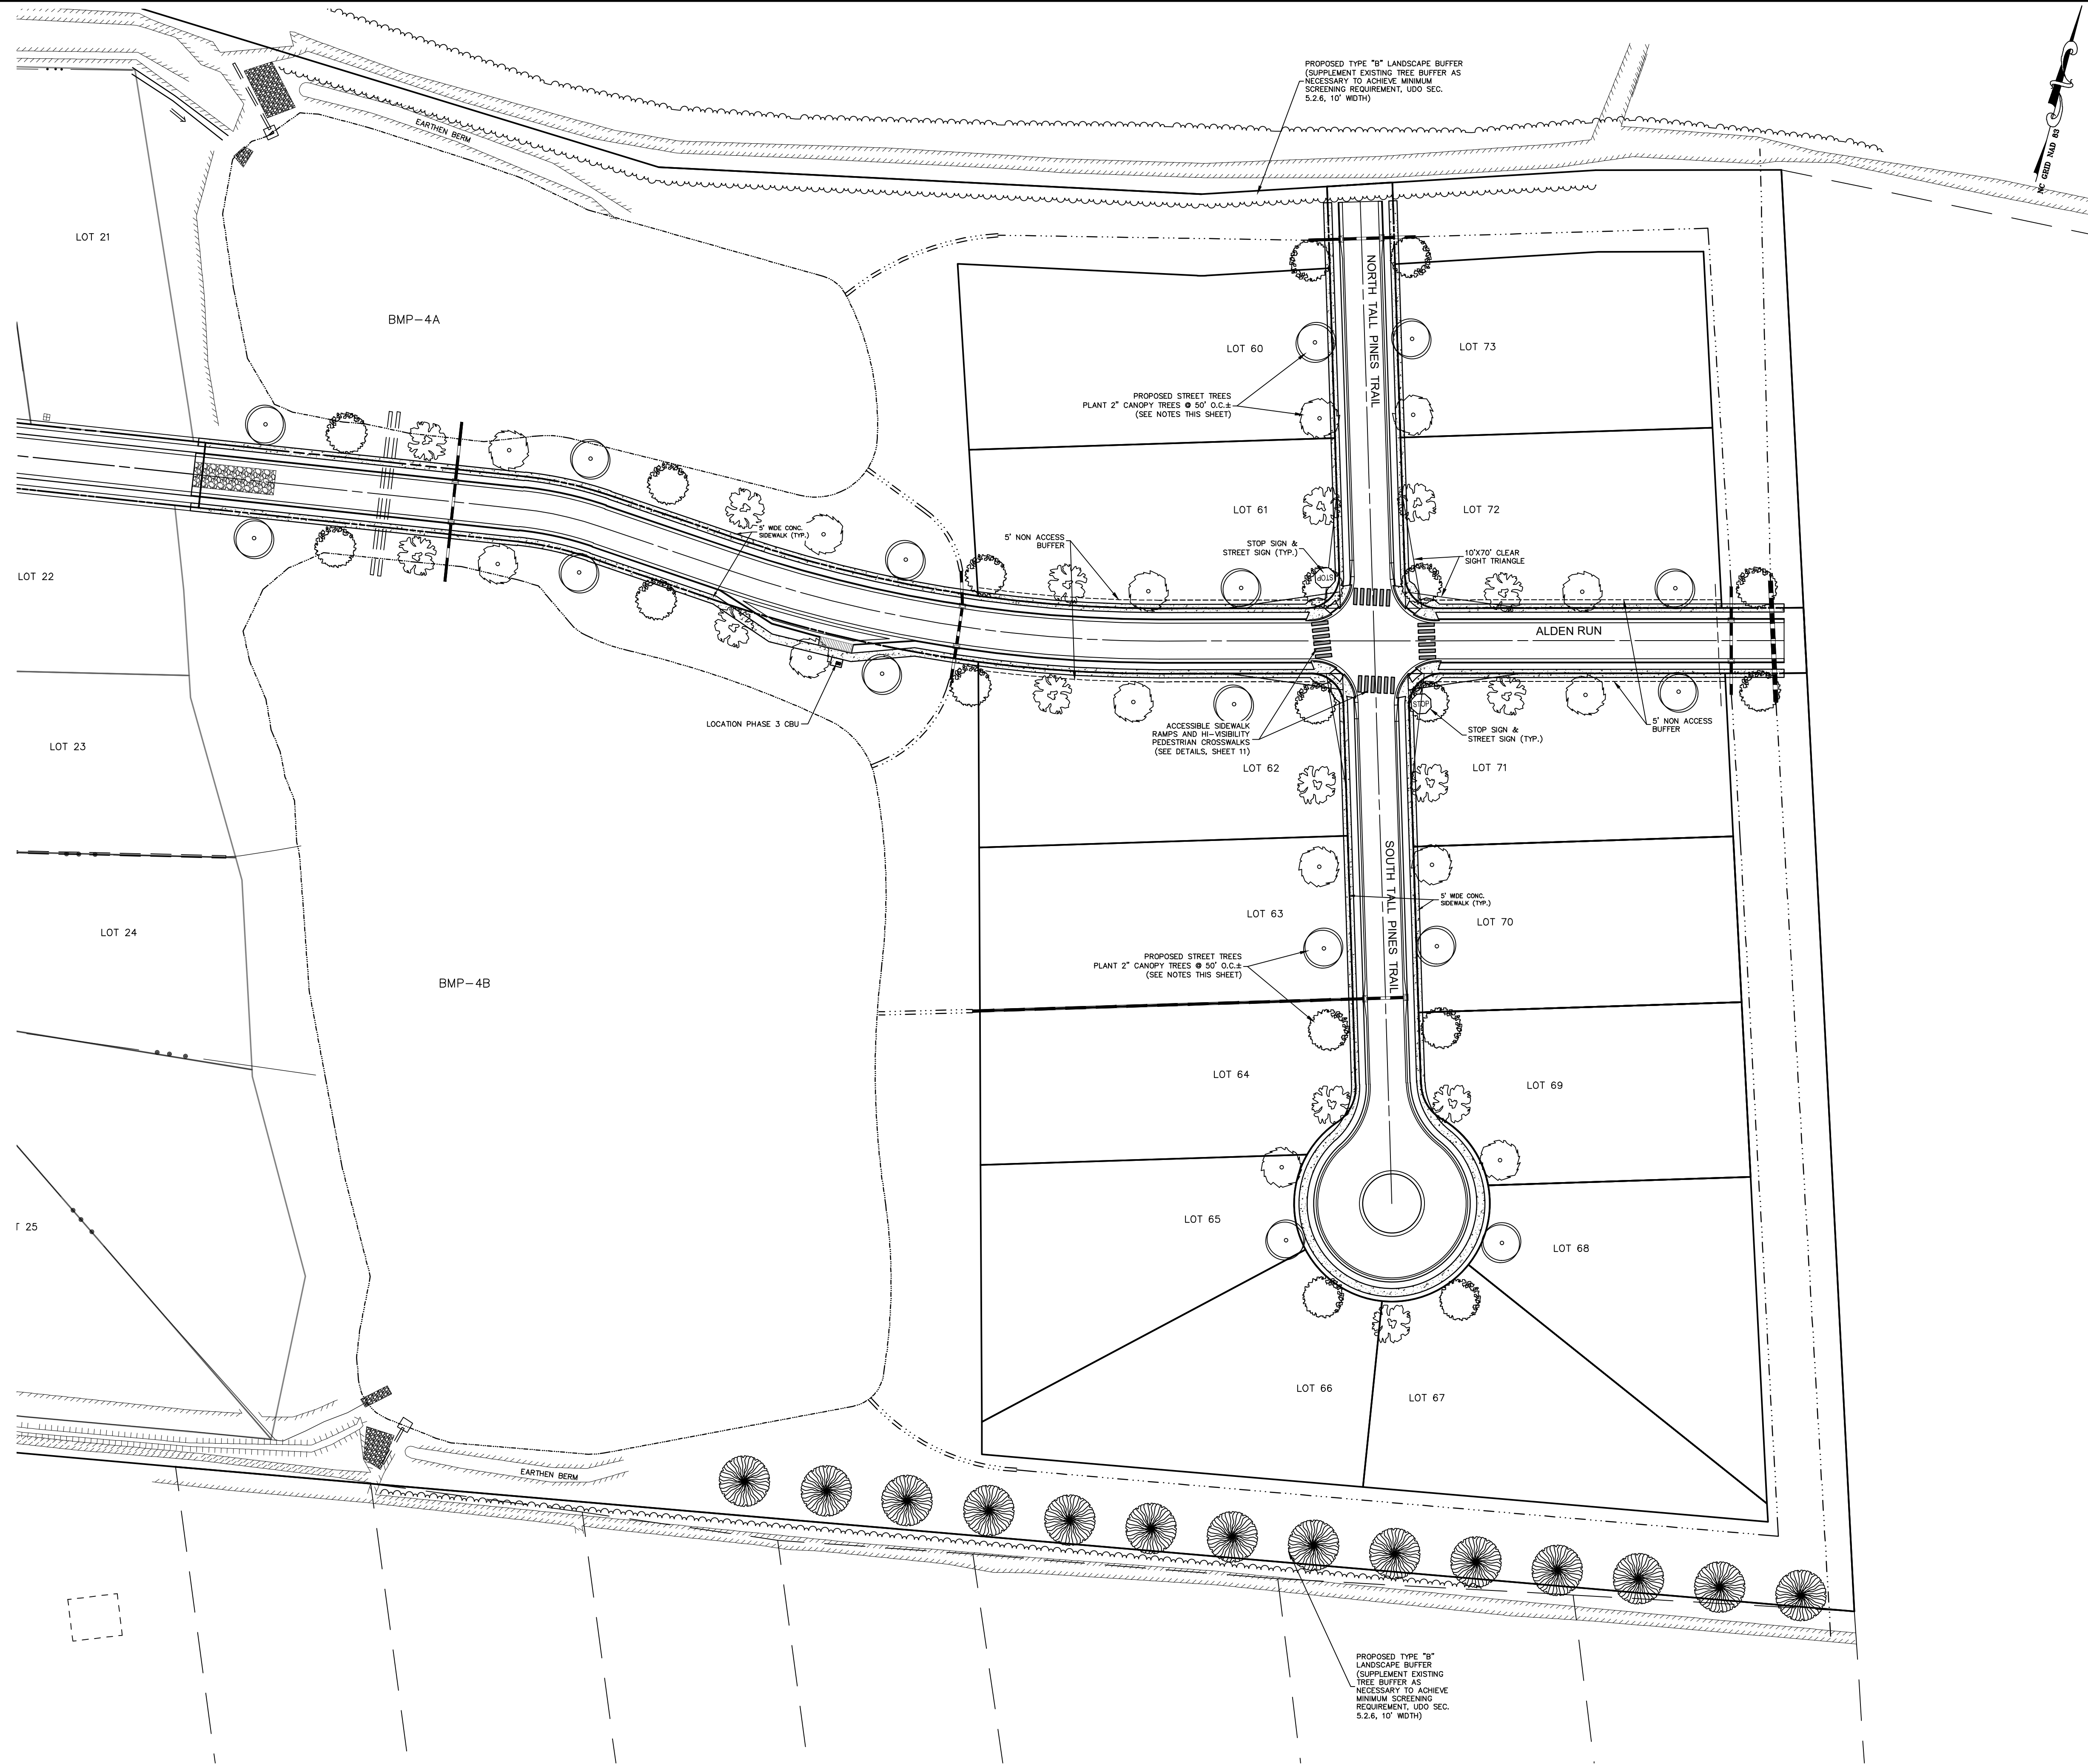 PROPOSED TYPE "B" LANDSCAPE BUFFER
(SUPPLEMENT EXISTING TREE BUFFER AS
NECESSARY TO ACHIEVE MINIMUM
SCREENING REQUIREMENT, UDO SEC.
5.2.6, 10' WIDTH)
NC GRID NAD 83
EARTHEN BERM
LOT 21
BMP-4A
NORTH TALL PINES TRAIL
LOT 60
LOT 73
PROPOSED STREET TREES
PLANT 2" CANOPY TREES @ 50' O.C.±
(SEE NOTES THIS SHEET)
LOT 61
LOT 72
5' WIDE CONC.
SIDEWALK (TYP.)
5' NON ACCESS
BUFFER
STOP SIGN &
STREET SIGN (TYP.)
10'X70' CLEAR
SIGHT TRIANGLE
STOP
LOT 22
ALDEN RUN
LOCATION PHASE 3 CBU
ACCESSIBLE SIDEWALK
RAMPS AND HI-VISIBILITY
PEDESTRIAN CROSSWALKS
(SEE DETAILS, SHEET 11)
STOP
STOP SIGN &
STREET SIGN (TYP.)
5' NON ACCESS
BUFFER
LOT 23
LOT 62
LOT 71
SOUTH TALL PINES TRAIL
5' WIDE CONC.
SIDEWALK (TYP.)
LOT 63
LOT 70
LOT 24
PROPOSED STREET TREES
PLANT 2" CANOPY TREES @ 50' O.C.±
(SEE NOTES THIS SHEET)
BMP-4B
LOT 64
LOT 69
T 25
LOT 65
LOT 68
LOT 66
LOT 67
EARTHEN BERM
PROPOSED TYPE "B"
LANDSCAPE BUFFER
(SUPPLEMENT EXISTING
TREE BUFFER AS
NECESSARY TO ACHIEVE
MINIMUM SCREENING
REQUIREMENT, UDO SEC.
5.2.6, 10' WIDTH)